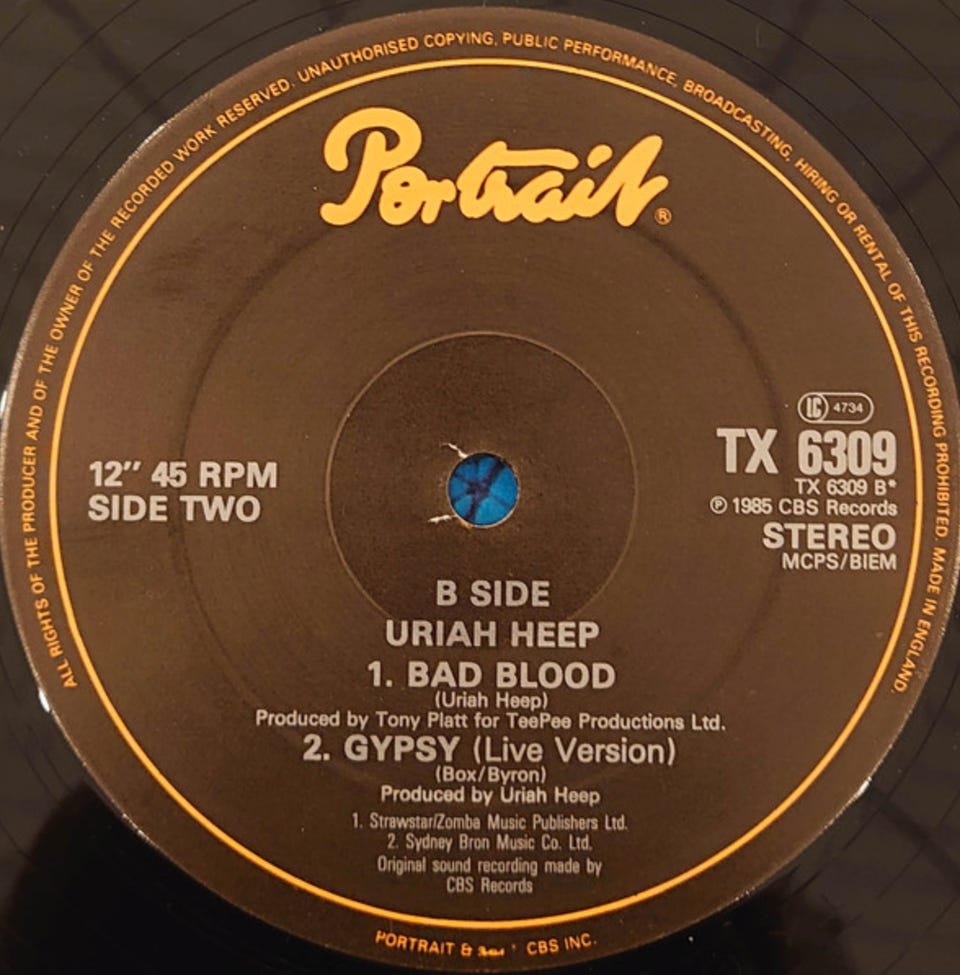 ALL RIGHTS OF THE PRODUCER AND OF THE OWNER OF THE RECORDED WORK RESERVED. UNAUTHORISED COPYING, PUBLIC PERFORMANCE, BROADCASTING, HIRING OR RENTAL OF THIS RECORDING PROHIBITED. MADE IN ENGLAND.
Portrait ®
LC 4734
12" 45 RPM
SIDE TWO
TX 6309
TX 6309 B*
℗ 1985 CBS Records
STEREO
MCPS/BIEM
B SIDE
URIAH HEEP
1. BAD BLOOD
(Uriah Heep)
Produced by Tony Platt for TeePee Productions Ltd.
2. GYPSY (Live Version)
(Box/Byron)
Produced by Uriah Heep
1. Strawstar/Zomba Music Publishers Ltd.
2. Sydney Bron Music Co. Ltd.
Original sound recording made by
CBS Records
PORTRAIT & CBS INC.